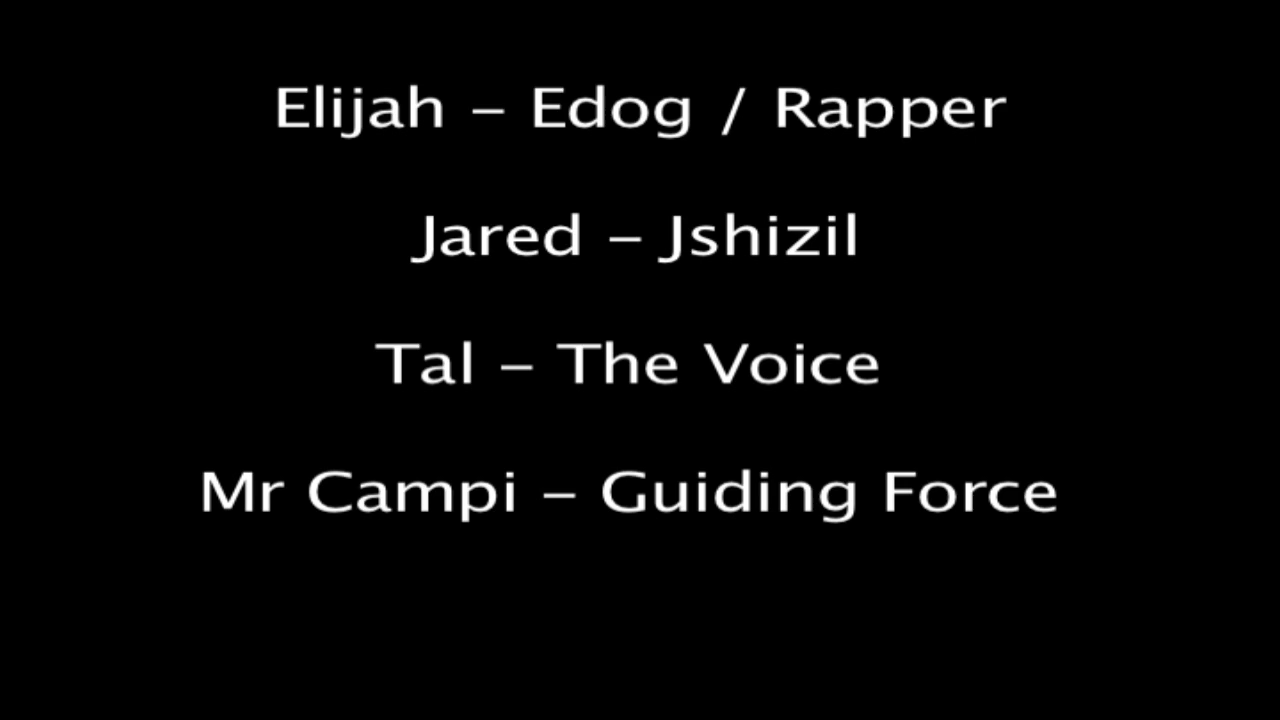 Elijah – Edog / Rapper
Jared – Jshizil
Tal – The Voice
Mr Campi – Guiding Force